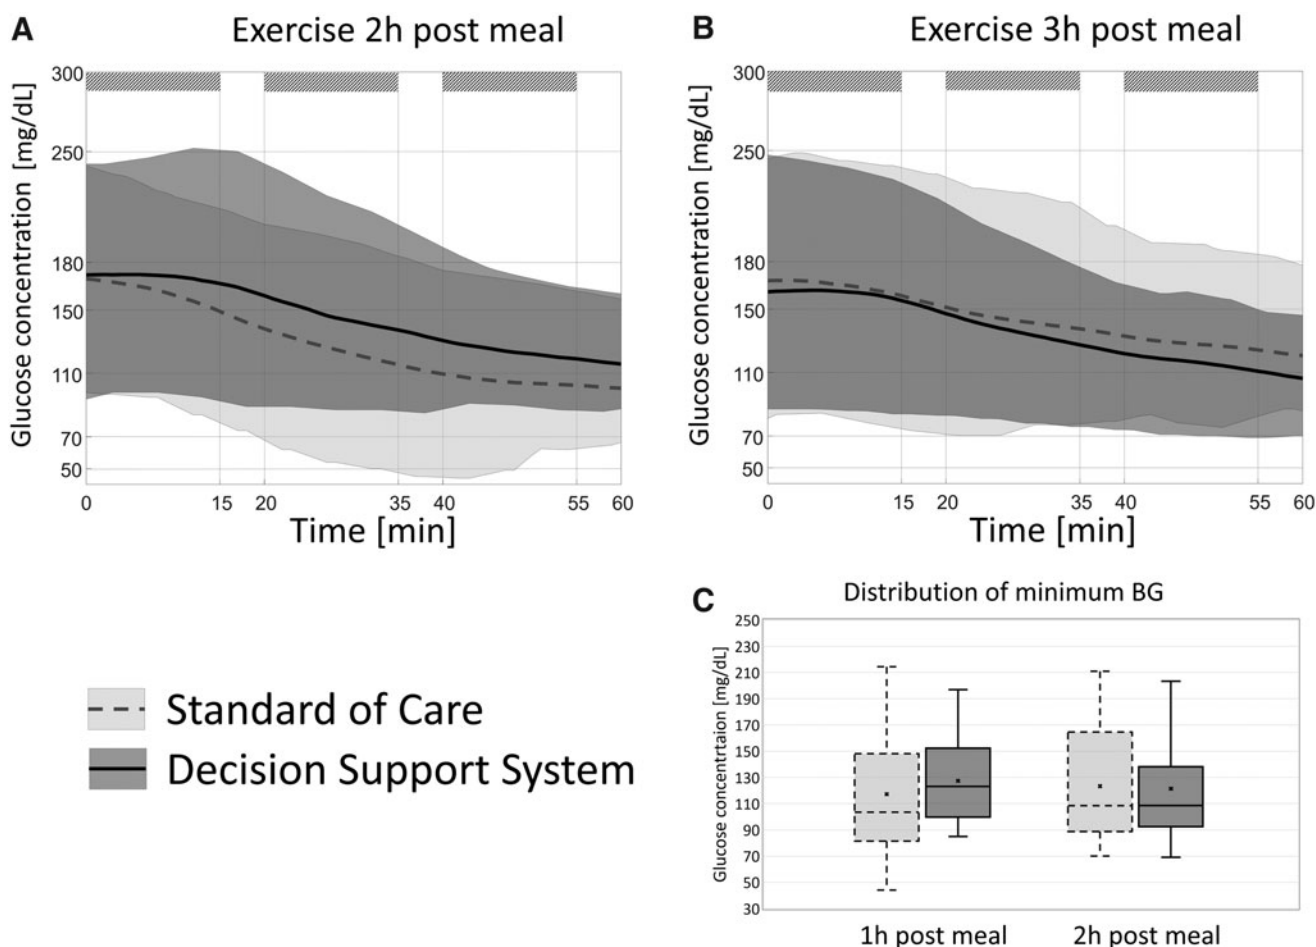 A
Exercise 2h post meal
Glucose concentration [mg/dL]
300
250
180
150
110
70
50
0
15
20
35
40
55
60
Time [min]
B
Exercise 3h post meal
Glucose concentration [mg/dL]
300
250
180
150
110
70
50
0
15
20
35
40
55
60
Time [min]
Standard of Care
Decision Support System
C
Distribution of minimum BG
Glucose concentrtaion [mg/dL]
250
230
210
190
170
150
130
110
90
70
50
30
1h post meal
2h post meal